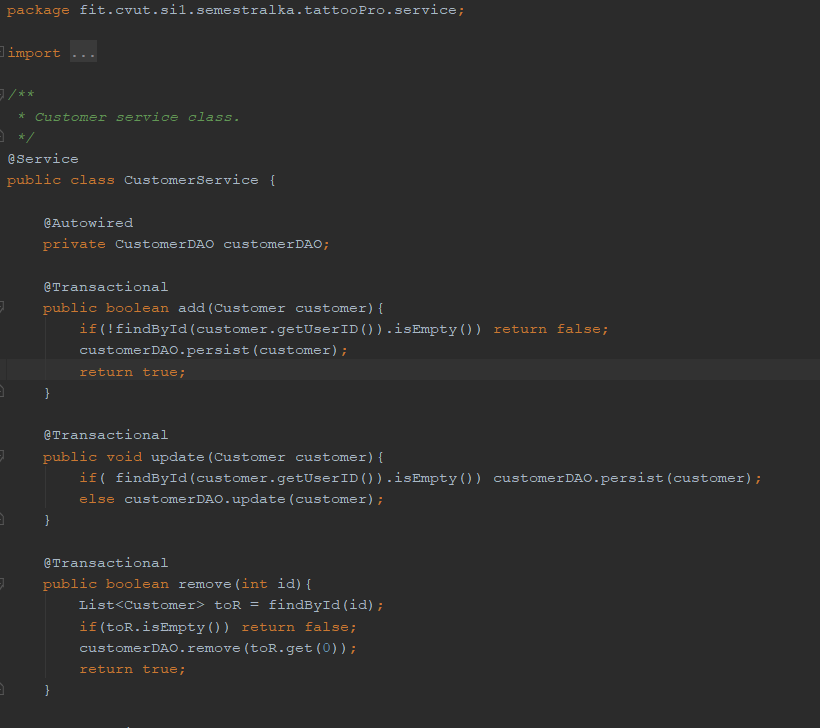 package fit.cvut.si1.semestralka.tattooPro.service;
import ...
/**
* Customer service class.
*/
@Service
public class CustomerService {
@Autowired
private CustomerDAO customerDAO;
@Transactional
public boolean add(Customer customer){
if(!findById(customer.getUserID()).isEmpty()) return false;
customerDAO.persist(customer);
return true;
}
@Transactional
public void update(Customer customer){
if( findById(customer.getUserID()).isEmpty()) customerDAO.persist(customer);
else customerDAO.update(customer);
}
@Transactional
public boolean remove(int id){
List<Customer> toR = findById(id);
if(toR.isEmpty()) return false;
customerDAO.remove(toR.get(0));
return true;
}